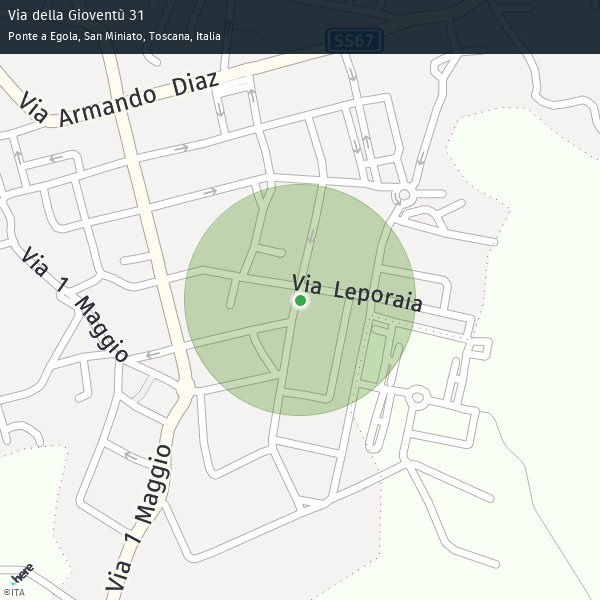 Via della Gioventù 31
Ponte a Egola, San Miniato, Toscana, Italia
SS67
Via Armando Diaz
Via Leporaia
Via 1 Maggio
Via 1 Maggio
here
©ITA